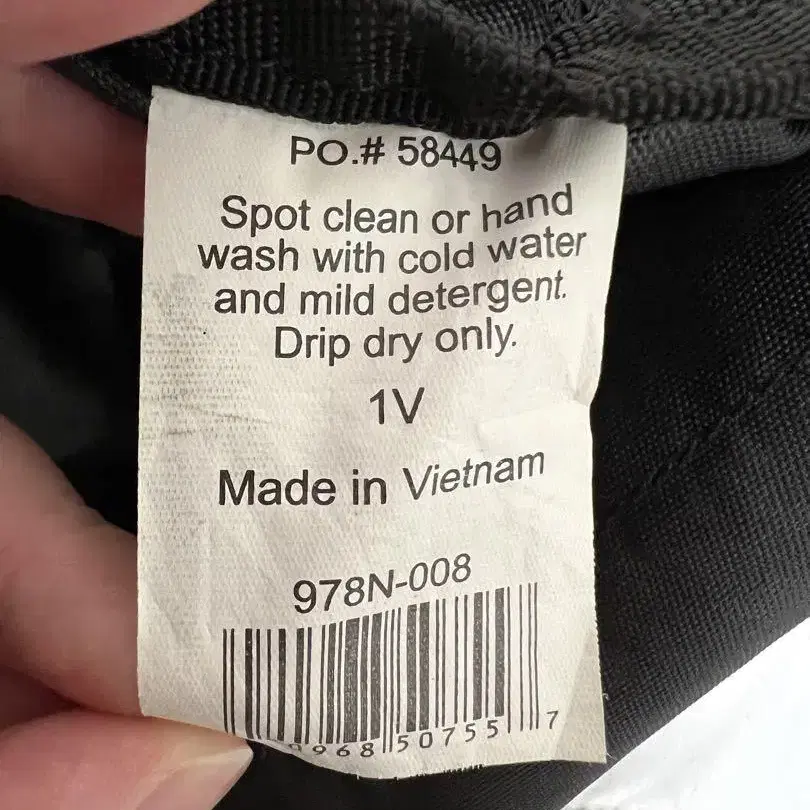 PO.# 58449
Spot clean or hand
wash with cold water
and mild detergent.
Drip dry only.
1V
Made in Vietnam
978N-008
968 50755 7